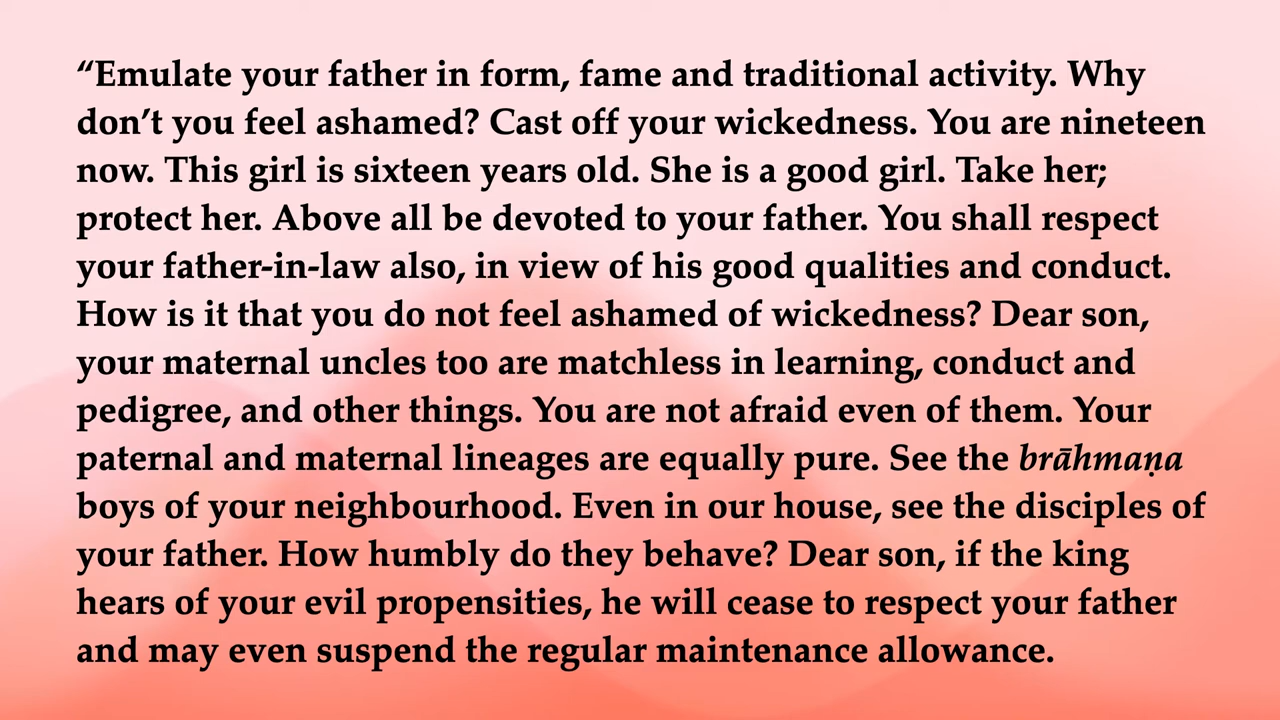 “Emulate your father in form, fame and traditional activity. Why
don’t you feel ashamed? Cast off your wickedness. You are nineteen
now. This girl is sixteen years old. She is a good girl. Take her;
protect her. Above all be devoted to your father. You shall respect
your father-in-law also, in view of his good qualities and conduct.
How is it that you do not feel ashamed of wickedness? Dear son,
your maternal uncles too are matchless in learning, conduct and
pedigree, and other things. You are not afraid even of them. Your
paternal and maternal lineages are equally pure. See the brāhmaṇa
boys of your neighbourhood. Even in our house, see the disciples of
your father. How humbly do they behave? Dear son, if the king
hears of your evil propensities, he will cease to respect your father
and may even suspend the regular maintenance allowance.